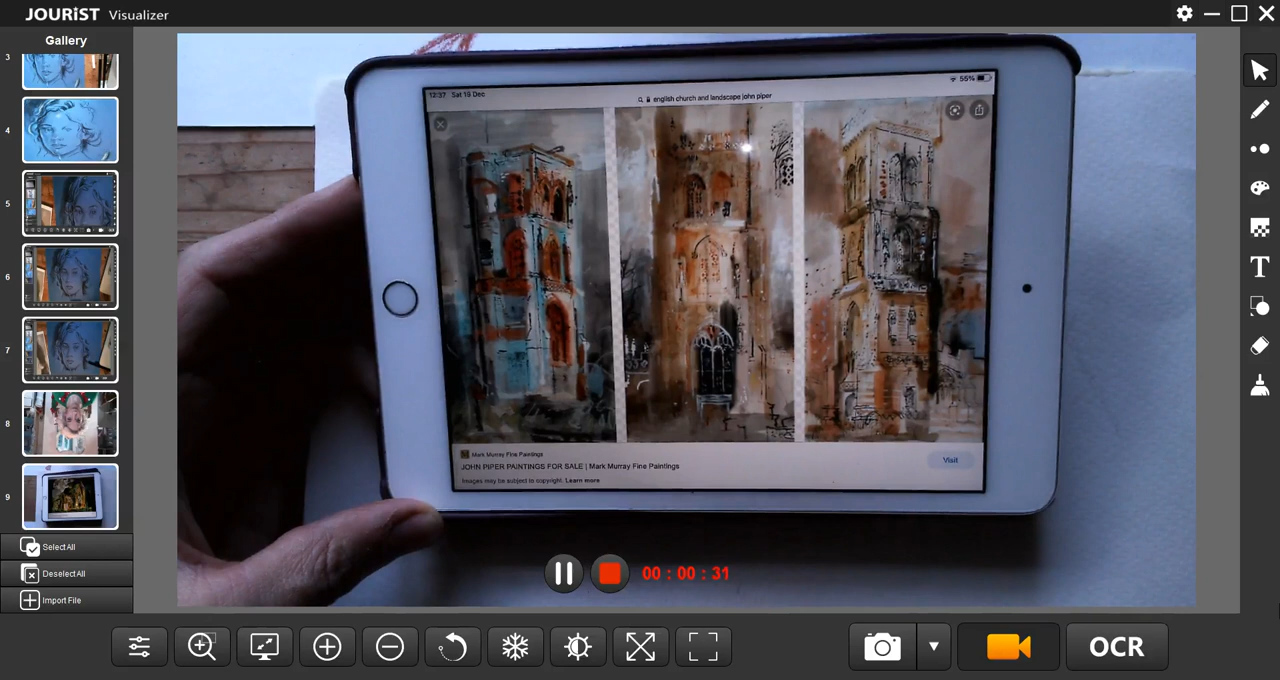 JOURiST Visualizer
Gallery
3
4
5
6
7
8
9
Select All
Deselect All
Import File
12:37 Sat 19 Dec
55%
english church and landscape john piper
Mark Murray Fine Paintings
JOHN PIPER PAINTINGS FOR SALE | Mark Murray Fine Paintings
Images may be subject to copyright. Learn more
Visit
00 : 00 : 31
T
OCR